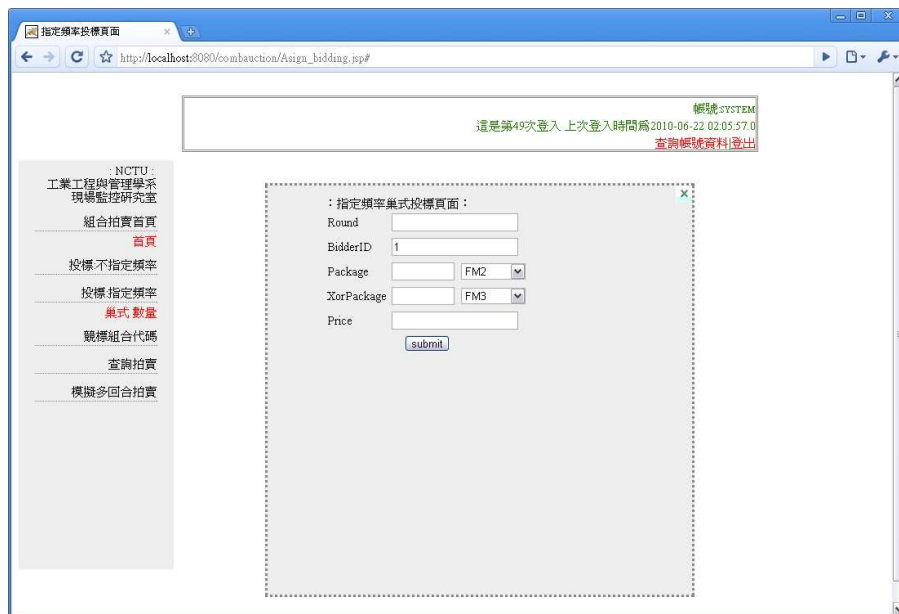 指定頻率投標頁面
http://localhost:8080/combauction/Asign_bidding.jsp#
帳號:SYSTEM
這是第49次登入 上次登入時間為2010-06-22 02:05:57.0
查詢帳號資料|登出
: NCTU :
工業工程與管理學系
現場監控研究室
組合拍賣首頁
首頁
投標:不指定頻率
投標:指定頻率
巢式 數量
競標組合代碼
查詢拍賣
模擬多回合拍賣
：指定頻率巢式投標頁面：
Round
BidderID 1
Package FM2
XorPackage FM3
Price
submit